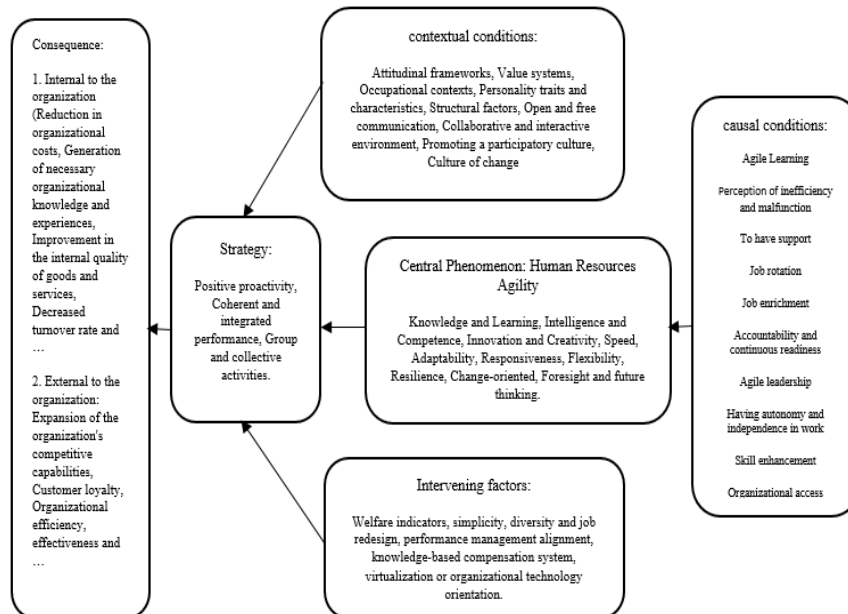 Consequence:
1. Internal to the
organization
(Reduction in
organizational
costs, Generation
of necessary
organizational
knowledge and
experiences,
Improvement in
the internal quality
of goods and
services,
Decreased
turnover rate and
…
2. External to the
organization:
Expansion of the
organization's
competitive
capabilities,
Customer loyalty,
Organizational
efficiency,
effectiveness and
…
contextual conditions:
Attitudinal frameworks, Value systems,
Occupational contexts, Personality traits and
characteristics, Structural factors, Open and free
communication, Collaborative and interactive
environment, Promoting a participatory culture,
Culture of change
Strategy:
Positive proactivity,
Coherent and
integrated
performance, Group
and collective
activities.
Central Phenomenon: Human Resources
Agility
Knowledge and Learning, Intelligence and
Competence, Innovation and Creativity, Speed,
Adaptability, Responsiveness, Flexibility,
Resilience, Change-oriented, Foresight and future
thinking.
Intervening factors:
Welfare indicators, simplicity, diversity and job
redesign, performance management alignment,
knowledge-based compensation system,
virtualization or organizational technology
orientation.
causal conditions:
Agile Learning
Perception of inefficiency
and malfunction
To have support
Job rotation
Job enrichment
Accountability and
continuous readiness
Agile leadership
Having autonomy and
independence in work
Skill enhancement
Organizational access